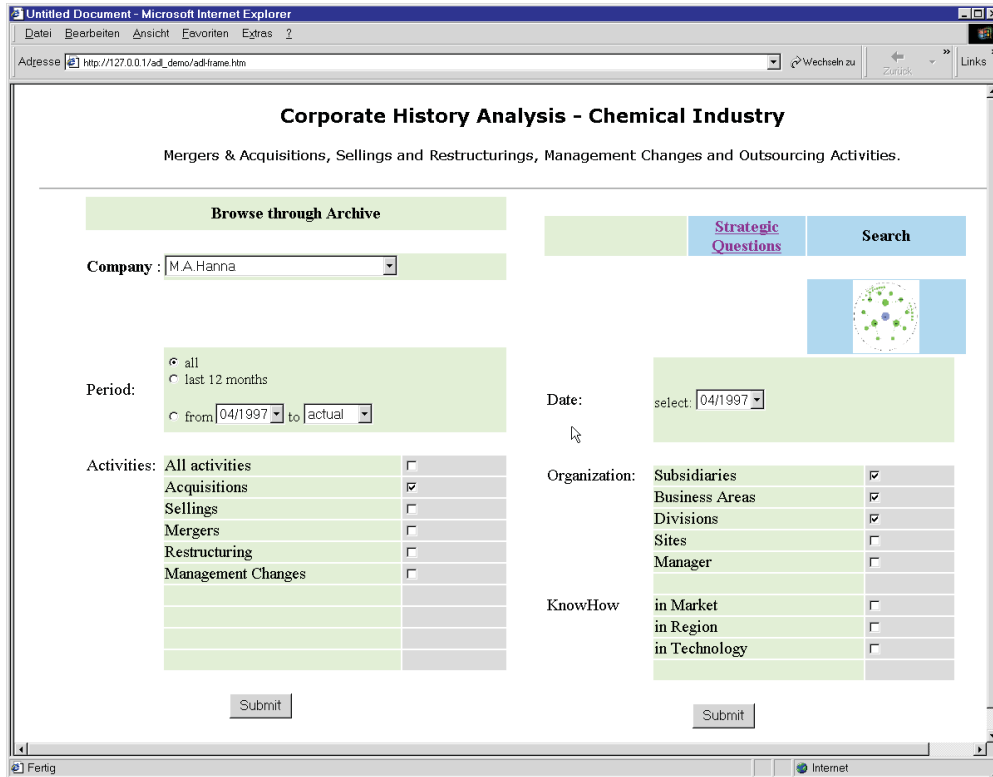 Untitled Document - Microsoft Internet Explorer
Datei Bearbeiten Ansicht Favoriten Extras ?
Adresse http://127.0.0.1/adl_demo/adl-frame.htm Wechseln zu Zurück » Links »
Corporate History Analysis - Chemical Industry
Mergers & Acquisitions, Sellings and Restructurings, Management Changes and Outsourcing Activities.
Browse through Archive
Company : M.A.Hanna
Period:
all
last 12 months
from 04/1997 to actual
Activities: All activities
Acquisitions
Sellings
Mergers
Restructuring
Management Changes
Submit
Strategic
Questions
Search
Date: select: 04/1997
Organization: Subsidiaries
Business Areas
Divisions
Sites
Manager
KnowHow in Market
in Region
in Technology
Submit
Fertig Internet